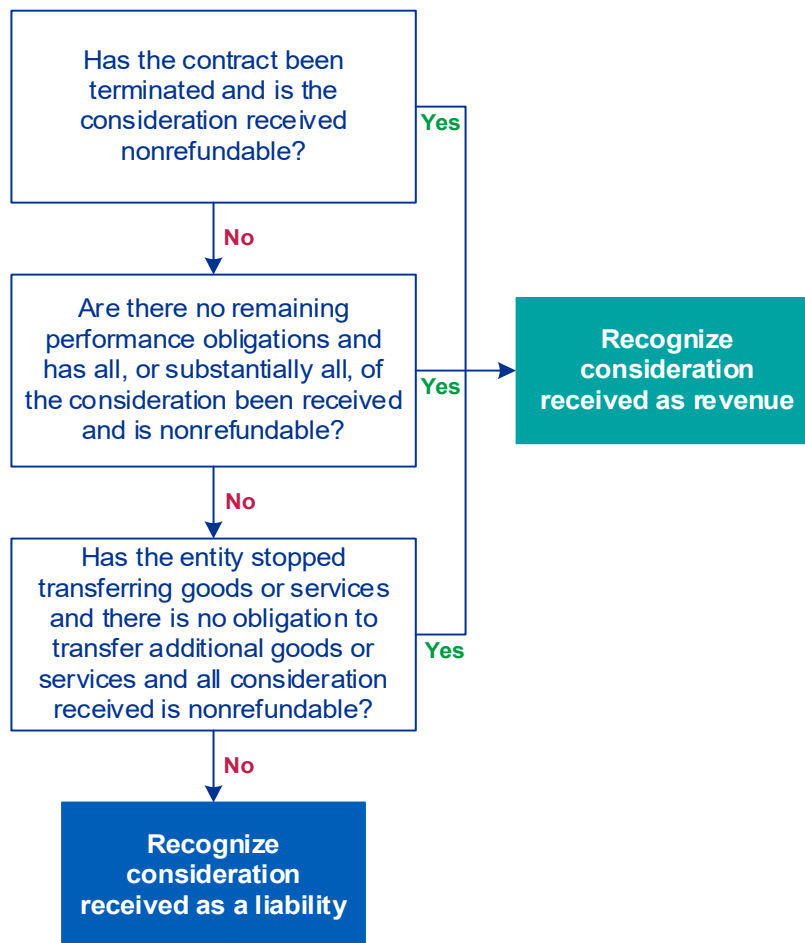 Has the contract been
terminated and is the
consideration received
nonrefundable?
Yes
No
Are there no remaining
performance obligations and
has all, or substantially all, of
the consideration been received
and is nonrefundable?
Yes
Recognize
consideration
received as revenue
No
Has the entity stopped
transferring goods or services
and there is no obligation to
transfer additional goods or
services and all consideration
received is nonrefundable?
Yes
No
Recognize
consideration
received as a liability